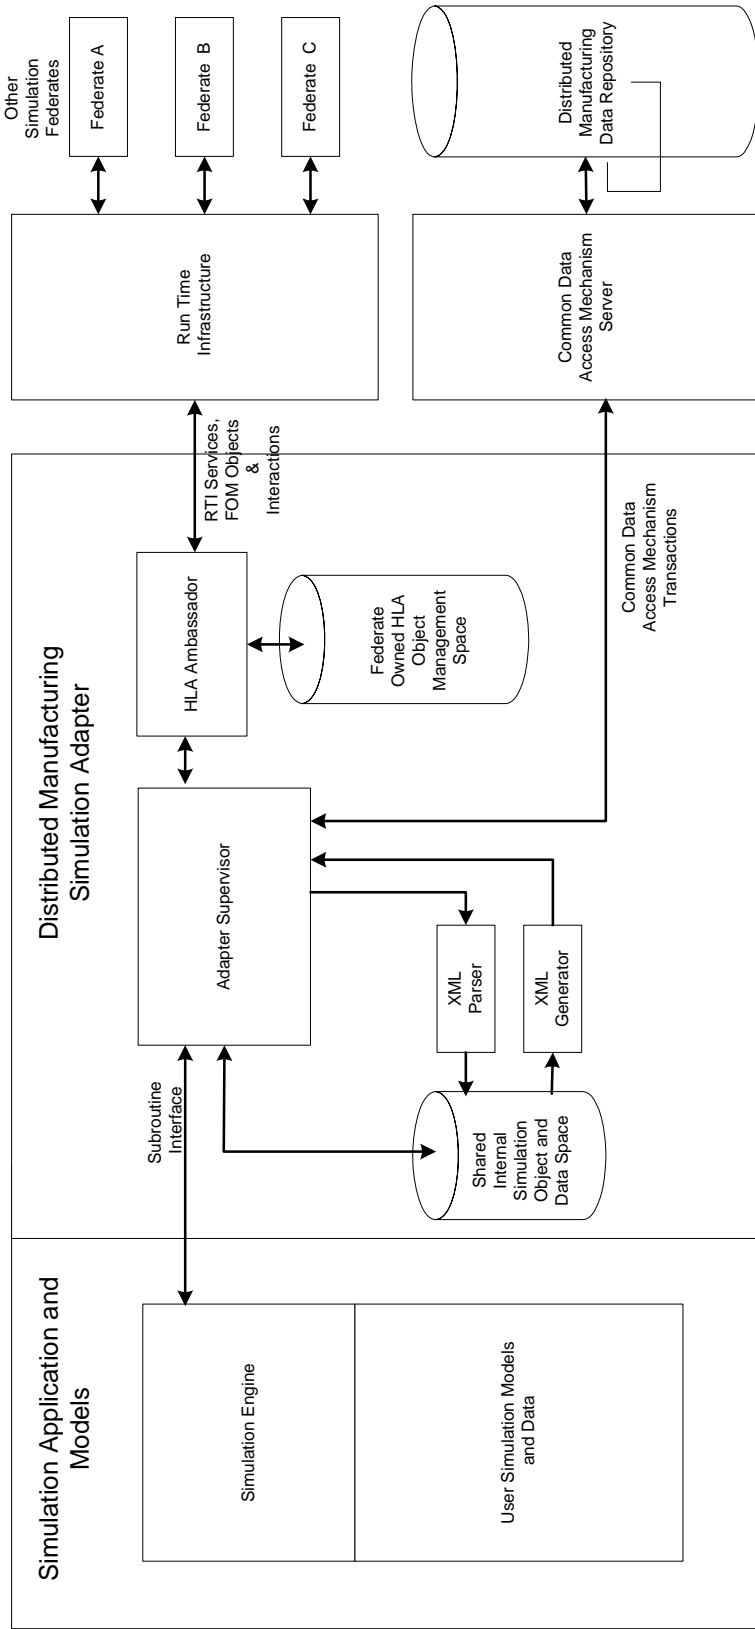 Simulation Application and
Models
Simulation Engine
User Simulation Models
and Data
Distributed Manufacturing
Simulation Adapter
Subroutine
Interface
Adapter Supervisor
HLA Ambassador
RTI Services,
FOM Objects
&
Interactions
Federate
Owned HLA
Object
Management
Space
XML
Parser
XML
Generator
Shared
Internal
Simulation
Object and
Data Space
Common Data
Access Mechanism
Transactions
Run Time
Infrastructure
Other
Simulation
Federates
Federate A
Federate B
Federate C
Common Data
Access Mechanism
Server
Distributed
Manufacturing
Data Repository